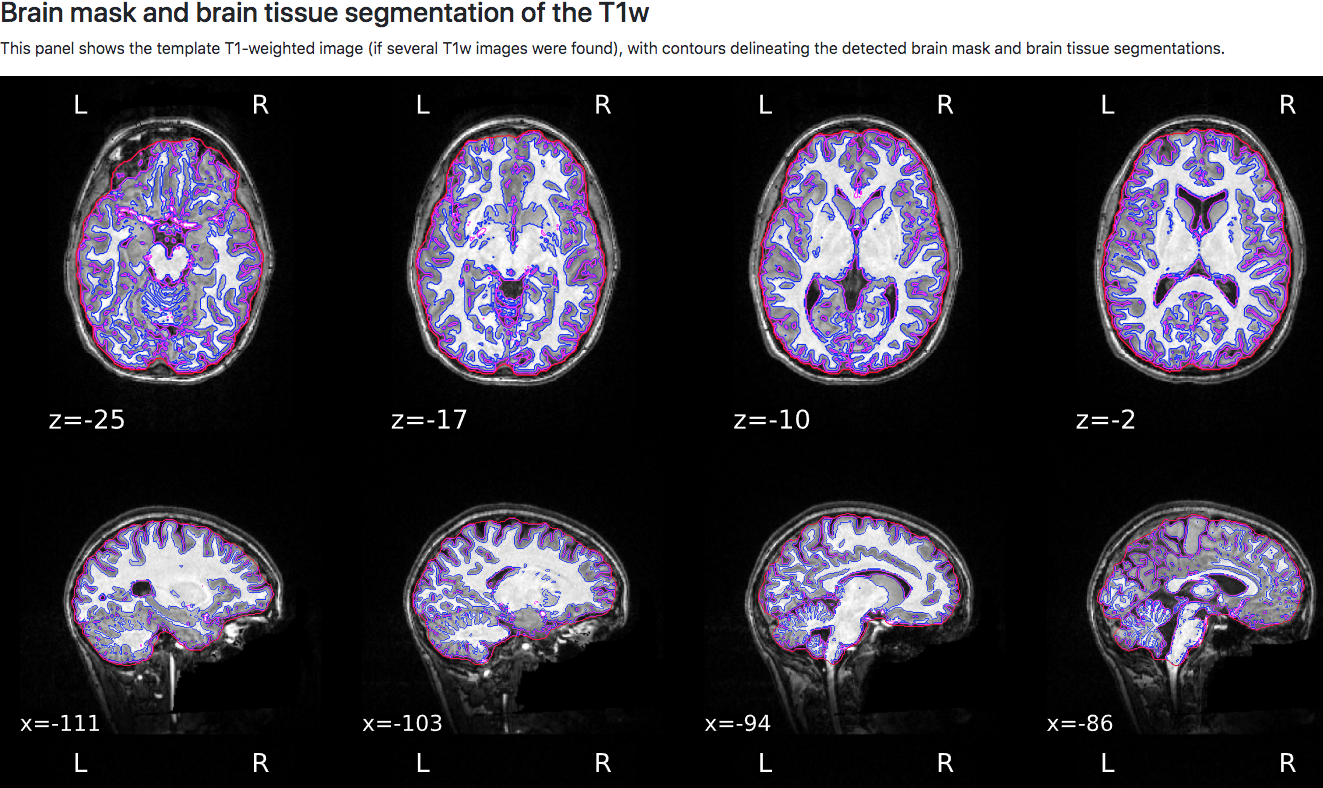 Brain mask and brain tissue segmentation of the T1w
This panel shows the template T1-weighted image (if several T1w images were found), with contours delineating the detected brain mask and brain tissue segmentations.
L R L R L R L R
z=-25 z=-17 z=-10 z=-2
x=-111 x=-103 x=-94 x=-86
L R L R L R L R